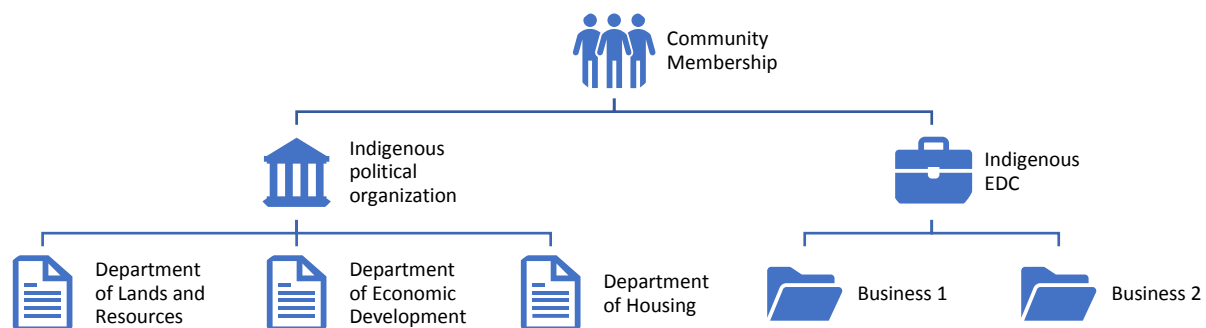 Community
Membership
Indigenous
political
organization
Indigenous
EDC
Department
of Lands and
Resources
Department
of Economic
Development
Department
of Housing
Business 1
Business 2